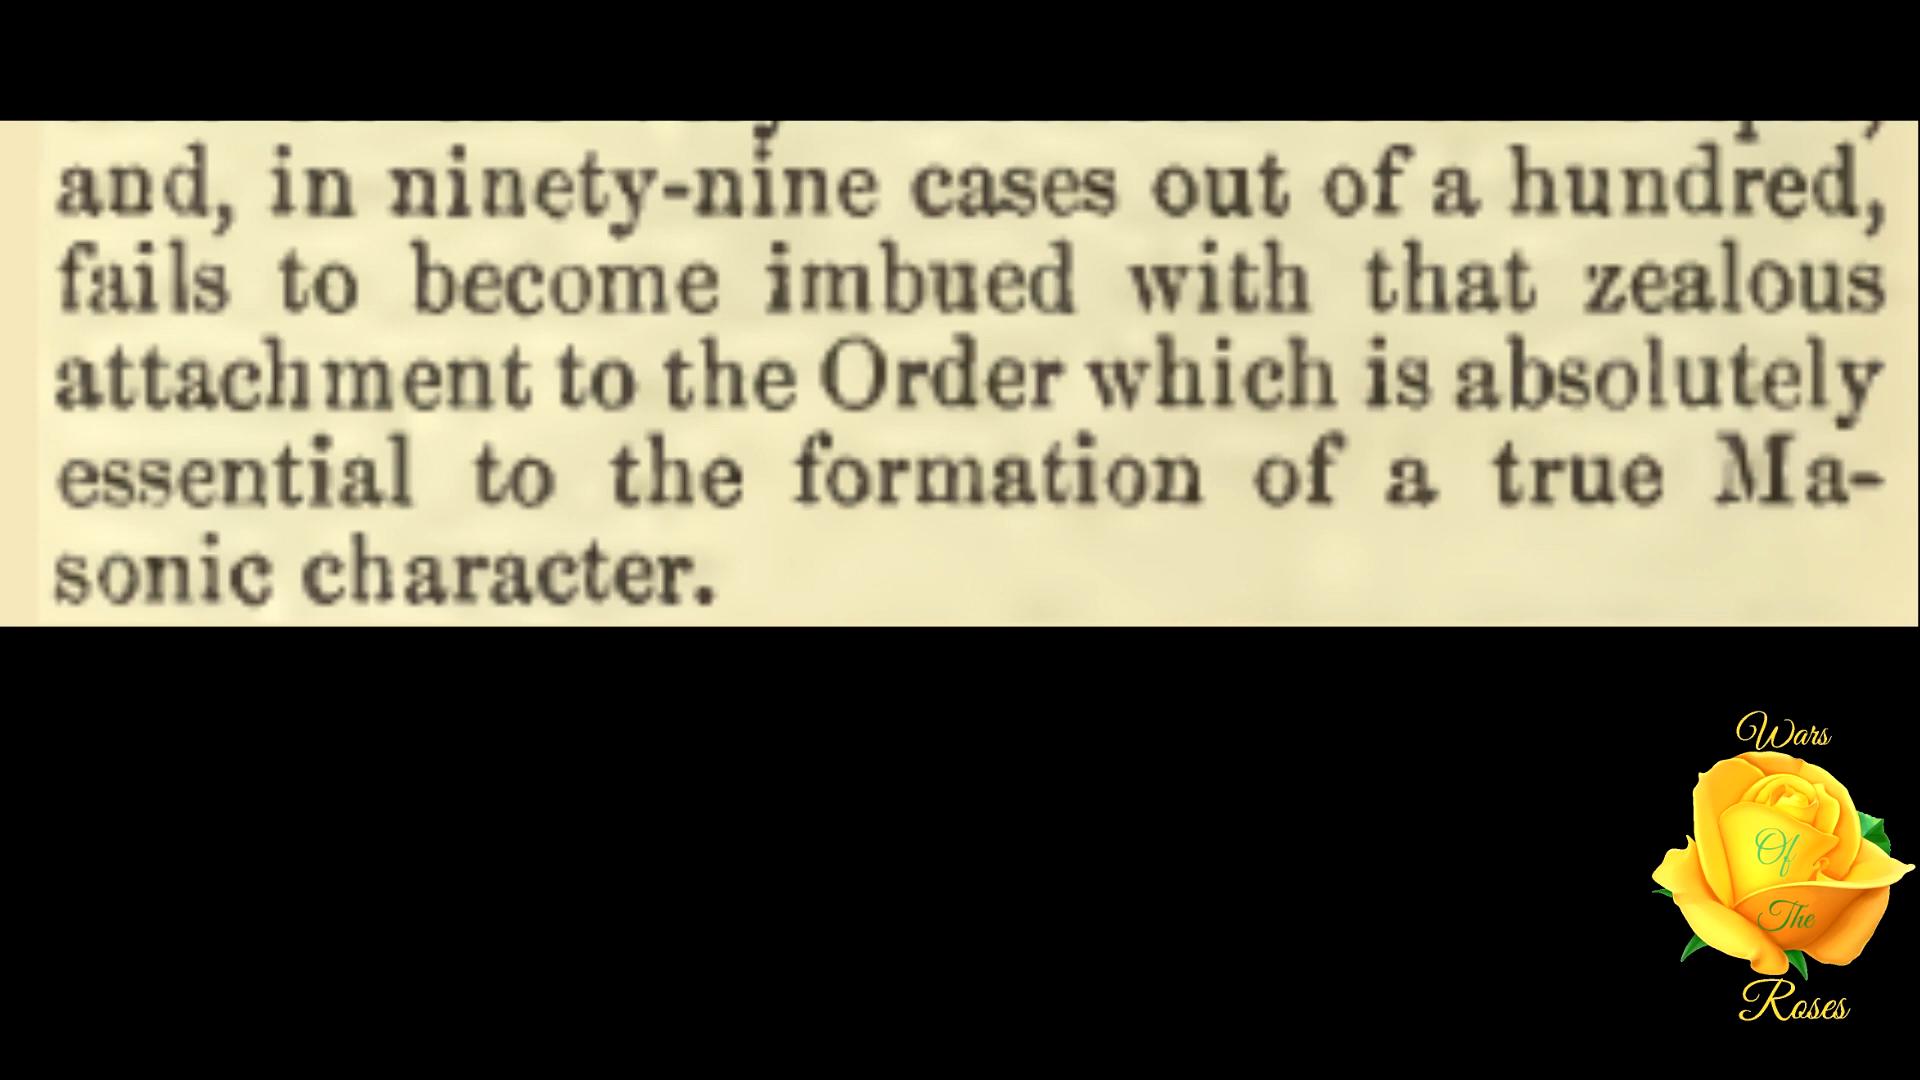 and, in ninety-nine cases out of a hundred,
fails to become imbued with that zealous
attachment to the Order which is absolutely
essential to the formation of a true Ma-
sonic character.
Wars
Of
The
Roses